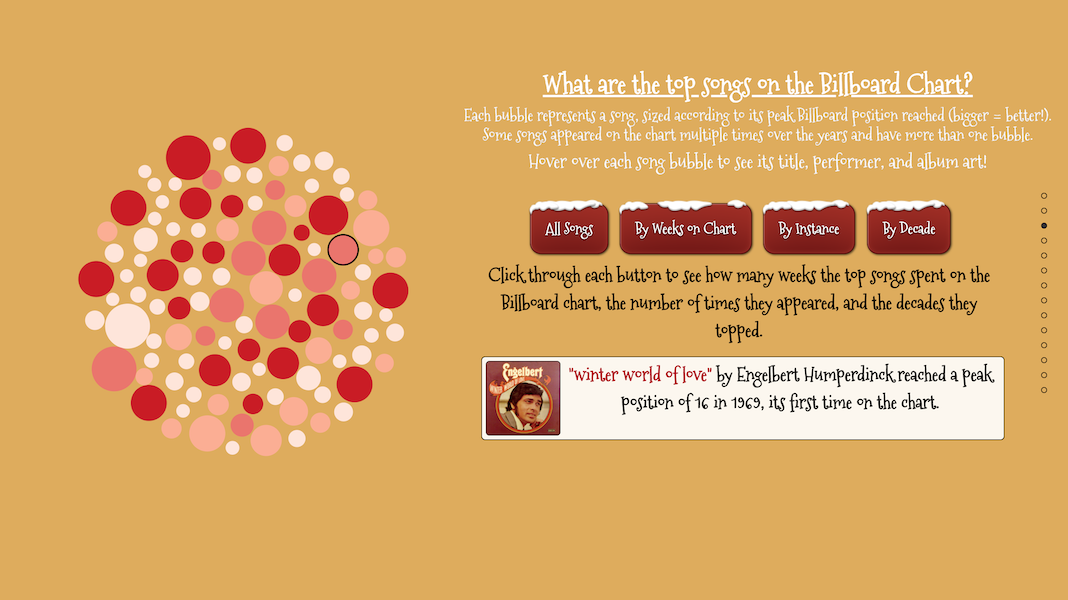 What are the top songs on the Billboard Chart?
Each bubble represents a song, sized according to its peak Billboard position reached (bigger = better!).
Some songs appeared on the chart multiple times over the years and have more than one bubble.
Hover over each song bubble to see its title, performer, and album art!
All Songs
By Weeks on Chart
By Instance
By Decade
Click through each button to see how many weeks the top songs spent on the
Billboard chart, the number of times they appeared, and the decades they
topped.
Engelbert
"winter world of love" by Engelbert Humperdinck reached a peak
position of 16 in 1969, its first time on the chart.